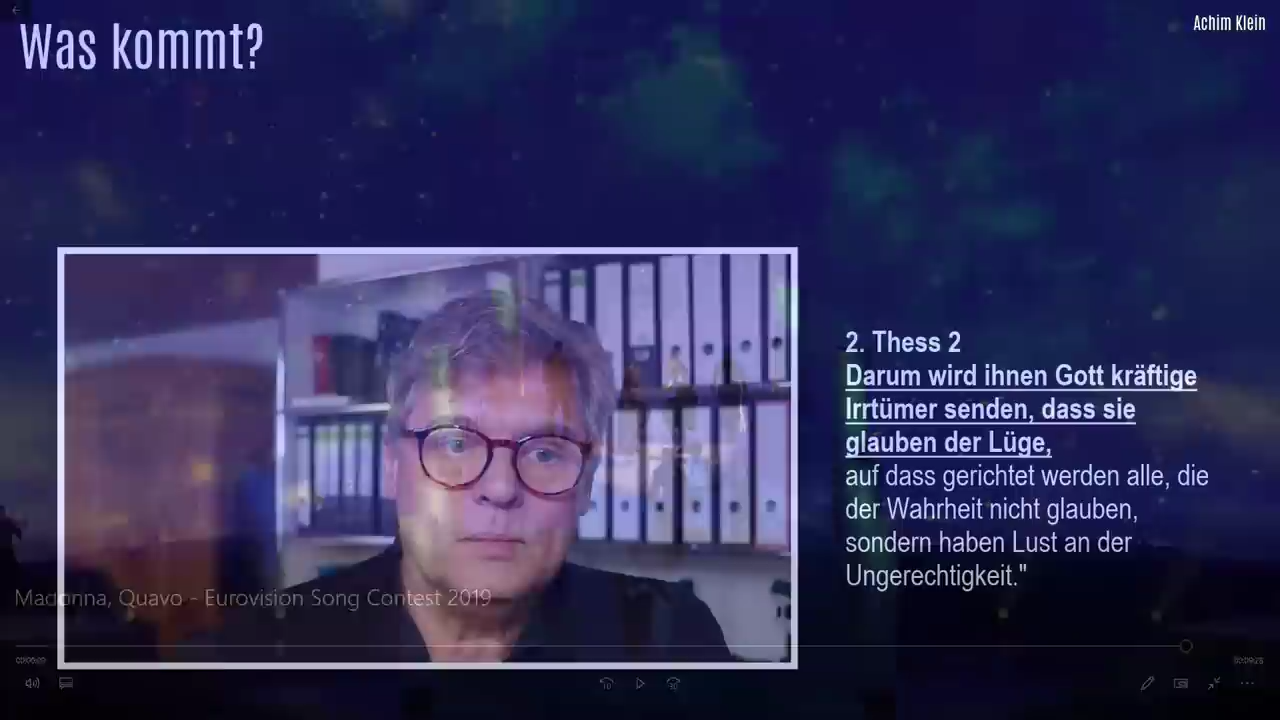 Was kommt?
Achim Klein
2. Thess 2
Darum wird ihnen Gott kräftige
Irrtümer senden, dass sie
glauben der Lüge,
auf dass gerichtet werden alle, die
der Wahrheit nicht glauben,
sondern haben Lust an der
Ungerechtigkeit."
Madonna, Quavo - Eurovision Song Contest 2019
10
30